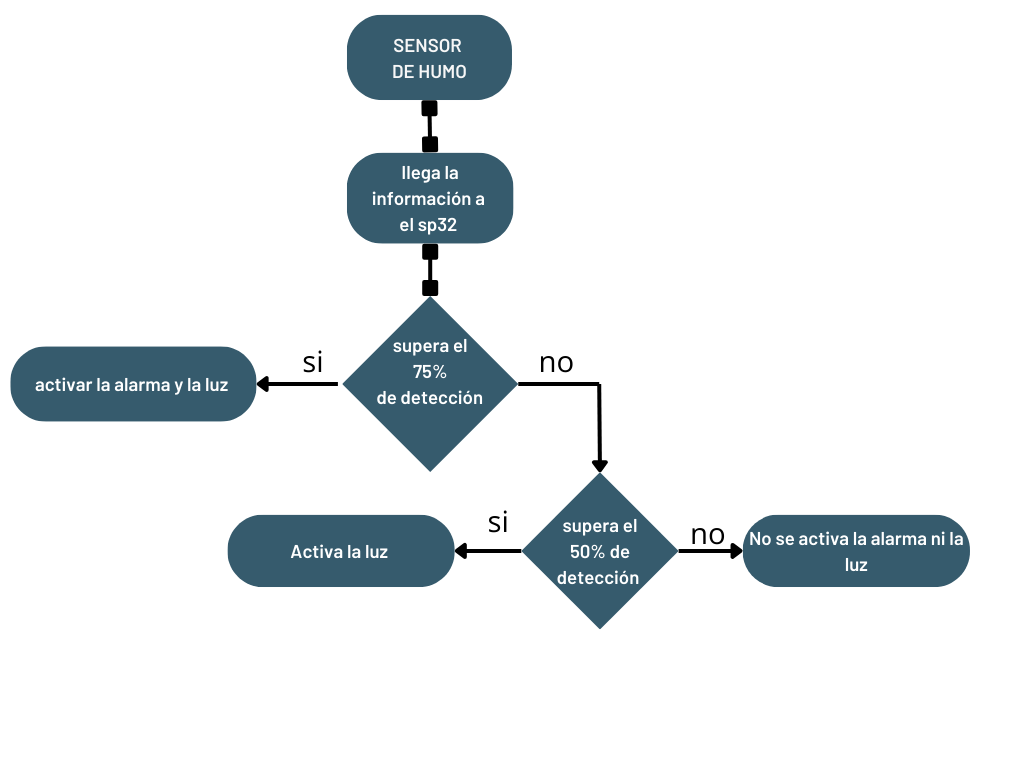 SENSOR
DE HUMO
llega la
información a
el sp32
supera el
75%
de detección
si
no
activar la alarma y la luz
supera el
50% de
detección
si
no
Activa la luz
No se activa la alarma ni la
luz